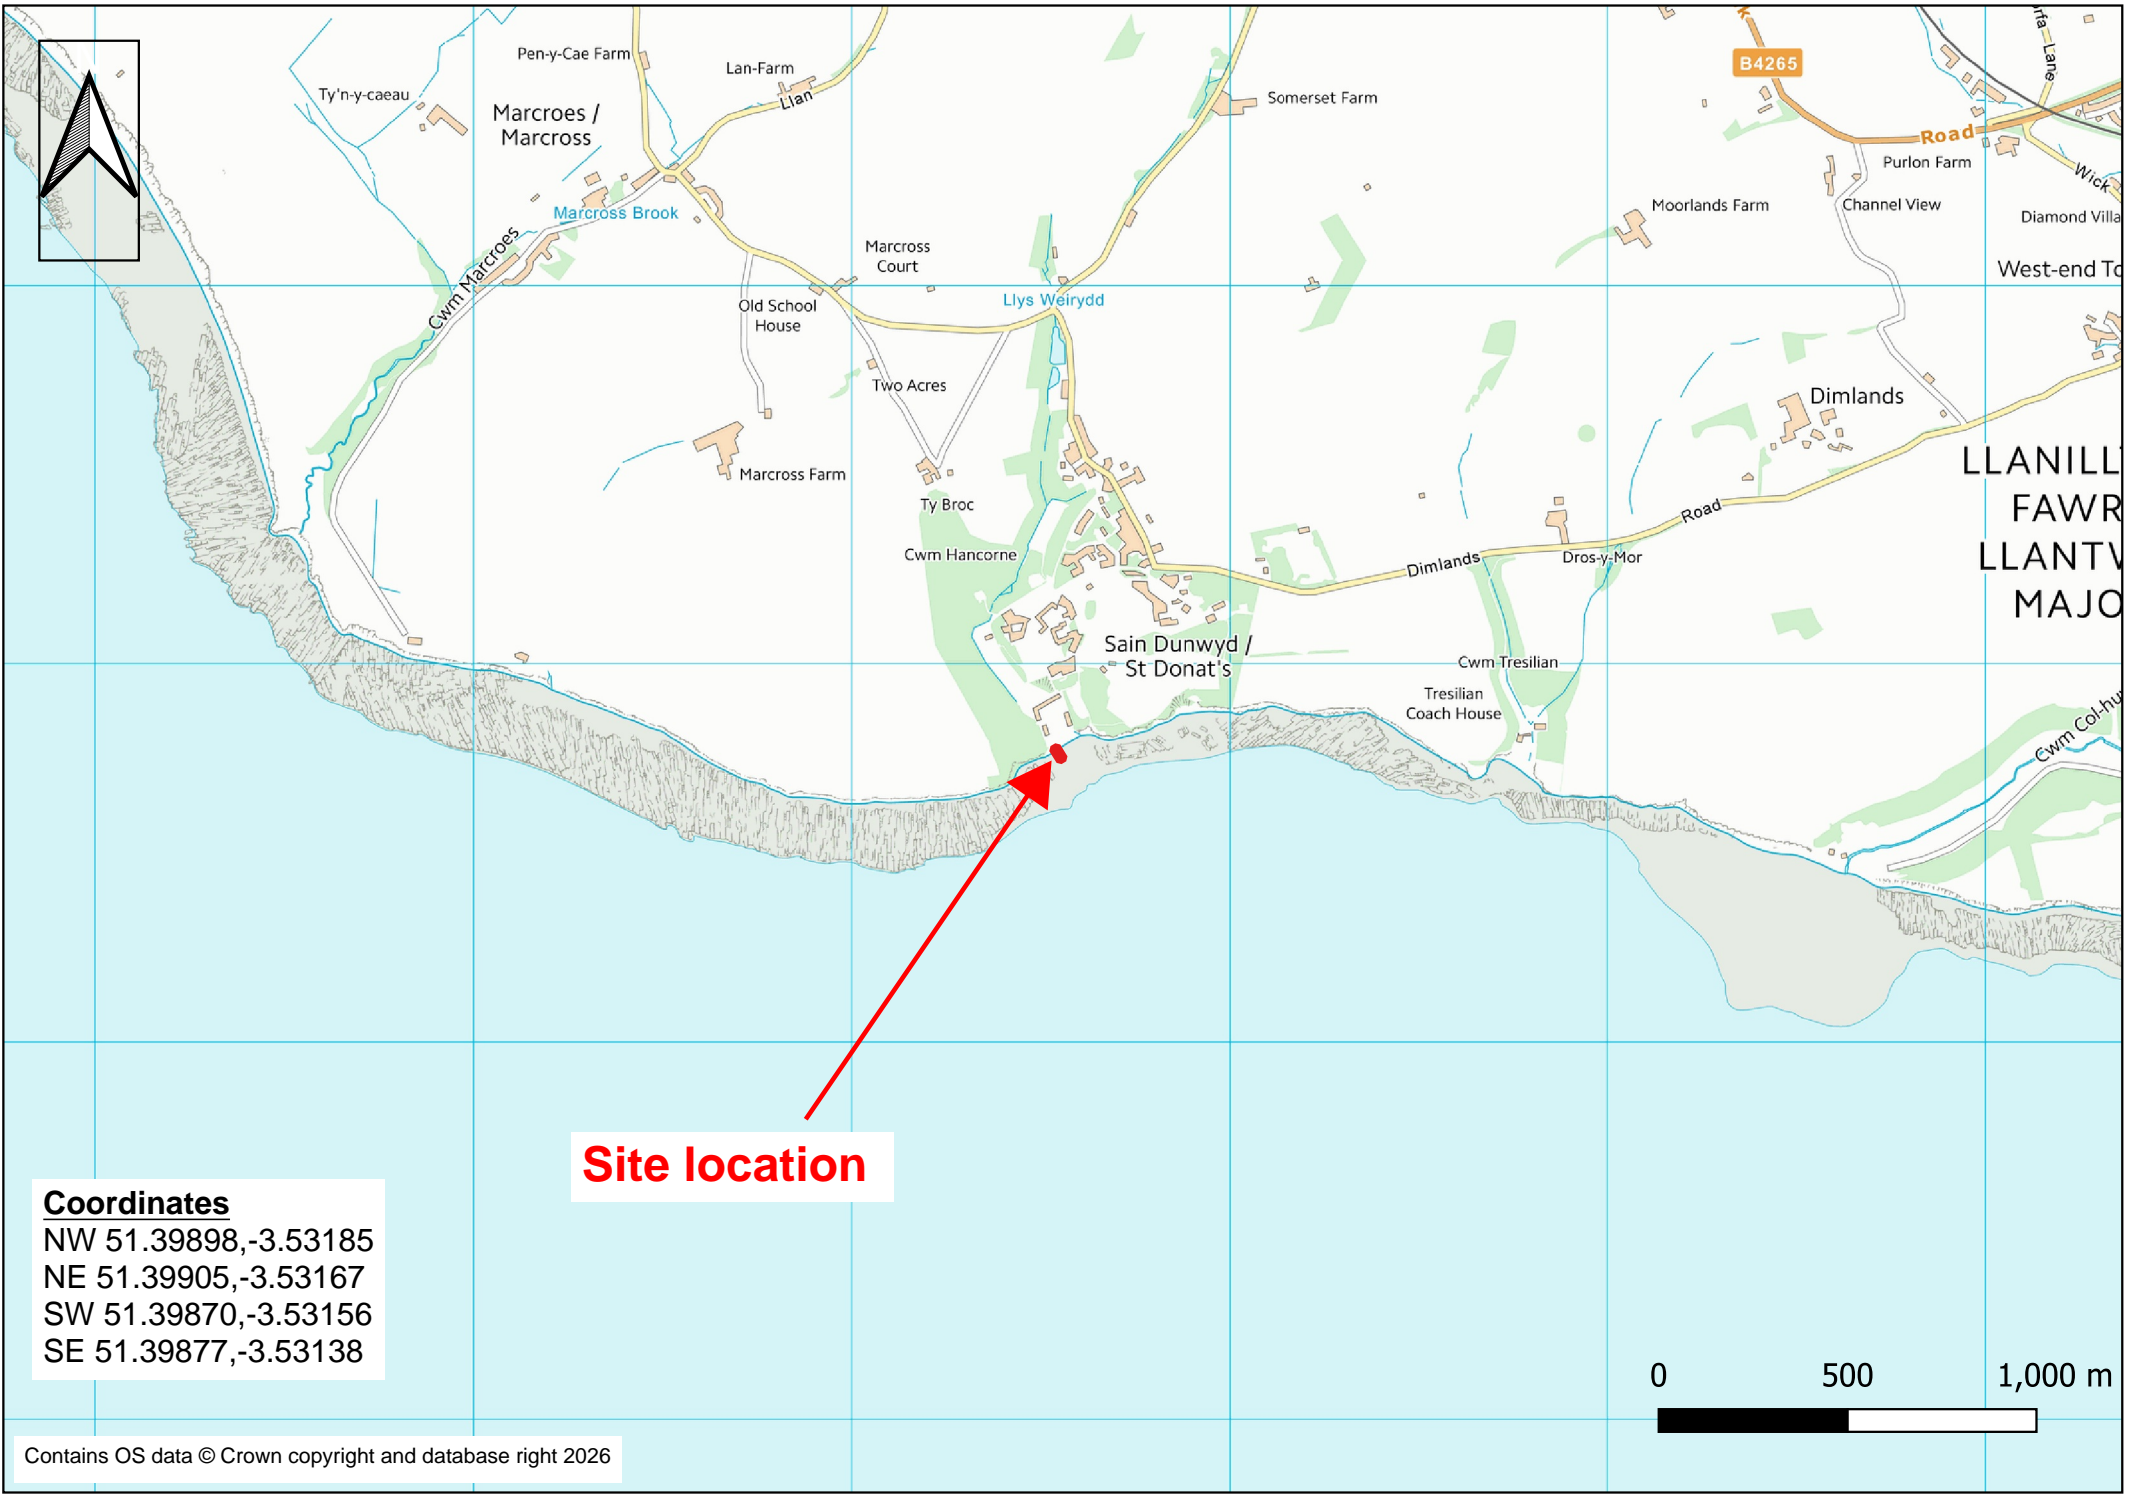 Pen-y-Cae Farm
Lan-Farm
Llan
Ty'n-y-caeau
Marcroes /
Marcross
Somerset Farm
B4265
Road
Purlon Farm
Wick
Channel View
Moorlands Farm
Diamond Villa
West-end To
Marcross Brook
Cwm Marcroes
Marcross
Court
Llys Weirydd
Old School
House
Two Acres
Dimlands
Marcross Farm
Ty Broc
LLANILLT
FAWR
LLANTW
MAJO
Road
Cwm Hancorne
Dimlands
Dros-y-Mor
Sain Dunwyd /
St Donat's
Cwm Tresilian
Tresilian
Coach House
Cwm Col-hu
Site location
Coordinates
NW 51.39898,-3.53185
NE 51.39905,-3.53167
SW 51.39870,-3.53156
SE 51.39877,-3.53138
0 500 1,000 m
Contains OS data © Crown copyright and database right 2026